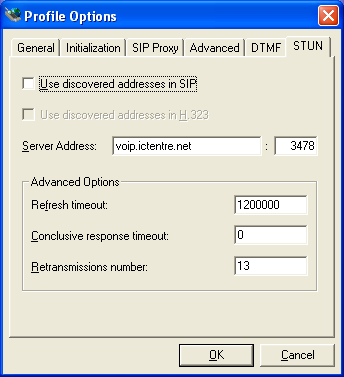 Profile Options
General Initialization SIP Proxy Advanced DTMF STUN
Use discovered addresses in SIP
Use discovered addresses in H.323
Server Address: voip.ictentre.net : 3478
Advanced Options
Refresh timeout: 1200000
Conclusive response timeout: 0
Retransmissions number: 13
OK Cancel